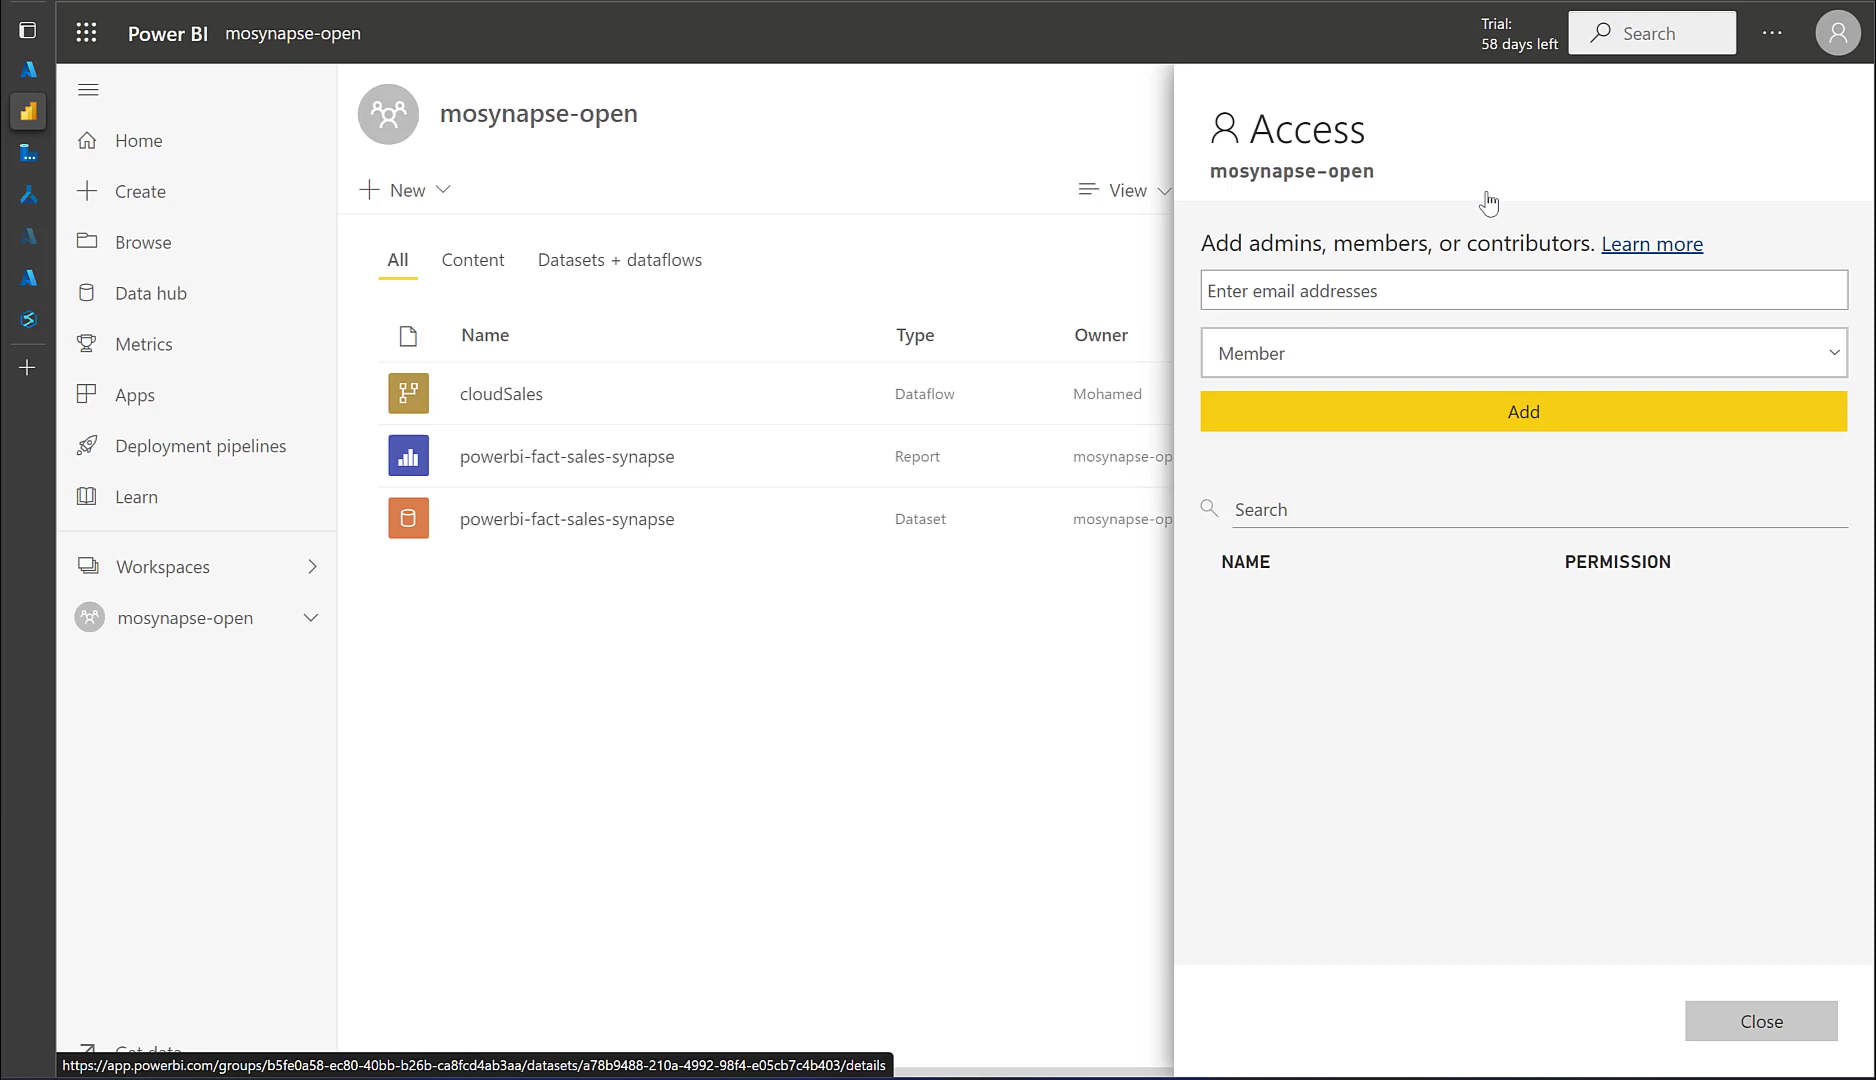 Power BI mosynapse-open
Trial:
58 days left
Search
Home
Create
Browse
Data hub
Metrics
Apps
Deployment pipelines
Learn
Workspaces
mosynapse-open
mosynapse-open
New
View
All Content Datasets + dataflows
Name Type Owner
cloudSales Dataflow Mohamed
powerbi-fact-sales-synapse Report mosynapse-op
powerbi-fact-sales-synapse Dataset mosynapse-op
Access
mosynapse-open
Add admins, members, or contributors. Learn more
Enter email addresses
Member
Add
Search
NAME PERMISSION
Close
Get data
https://app.powerbi.com/groups/b5fe0a58-ec80-40bb-b26b-ca8fcd4ab3aa/datasets/a78b9488-210a-4992-98f4-e05cb7c4b403/details